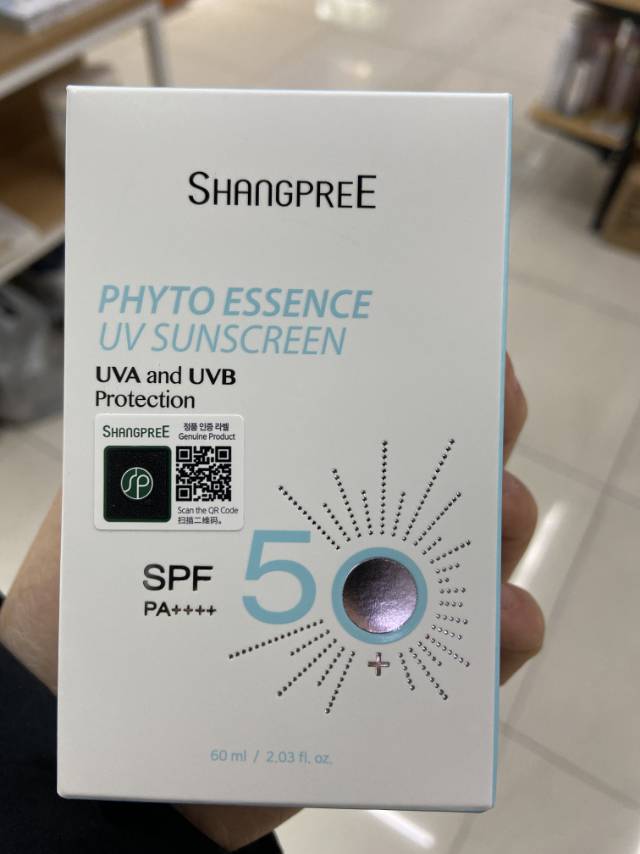 SHANGPREE
PHYTO ESSENCE
UV SUNSCREEN
UVA and UVB
Protection
SHANGPREE
정품 인증 라벨
Genuine Product
SP
Scan the QR Code
扫描二维码。
SPF
PA++++
50
+
60 ml / 2.03 fl. oz.